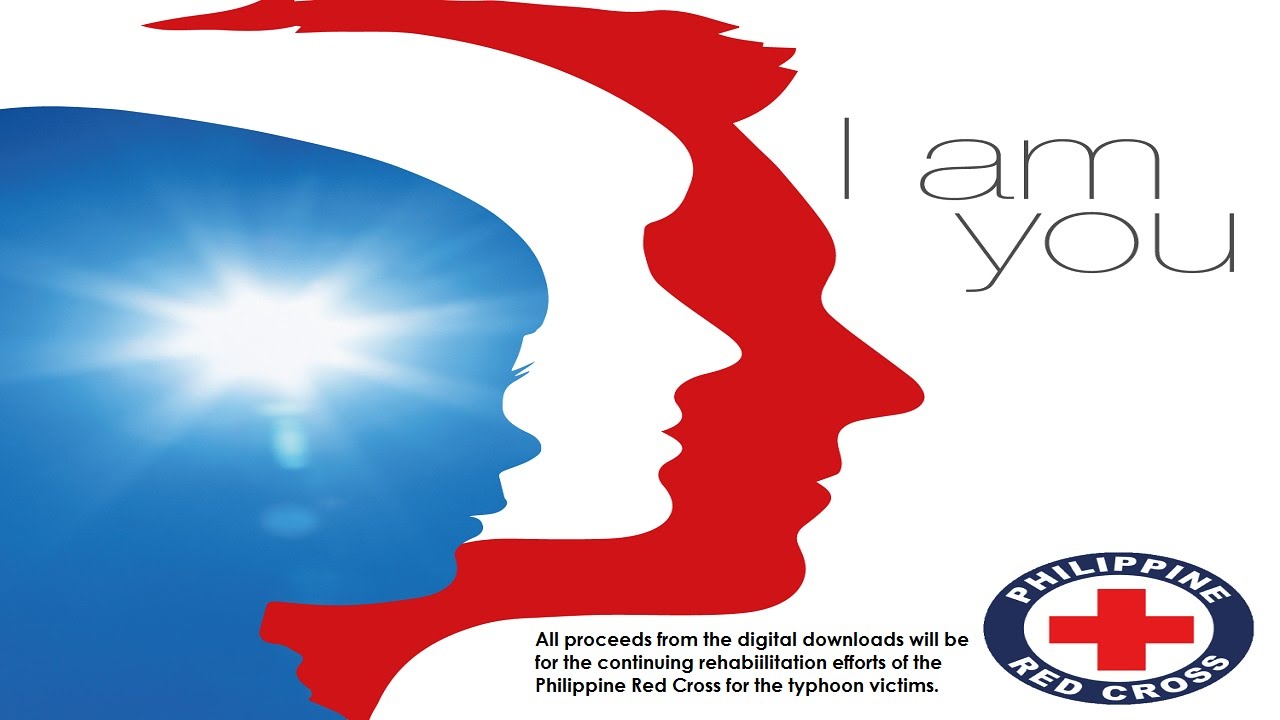 I am
you
All proceeds from the digital downloads will be
for the continuing rehabiilitation efforts of the
Philippine Red Cross for the typhoon victims.
PHILIPPINE
RED CROSS